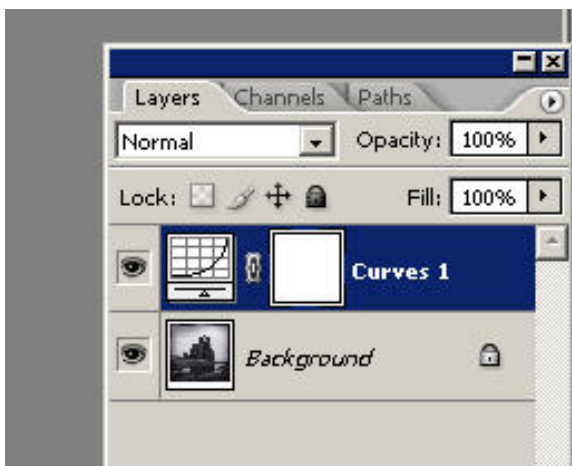 Layers Channels Paths
Normal Opacity: 100%
Lock: Fill: 100%
Curves 1
Background